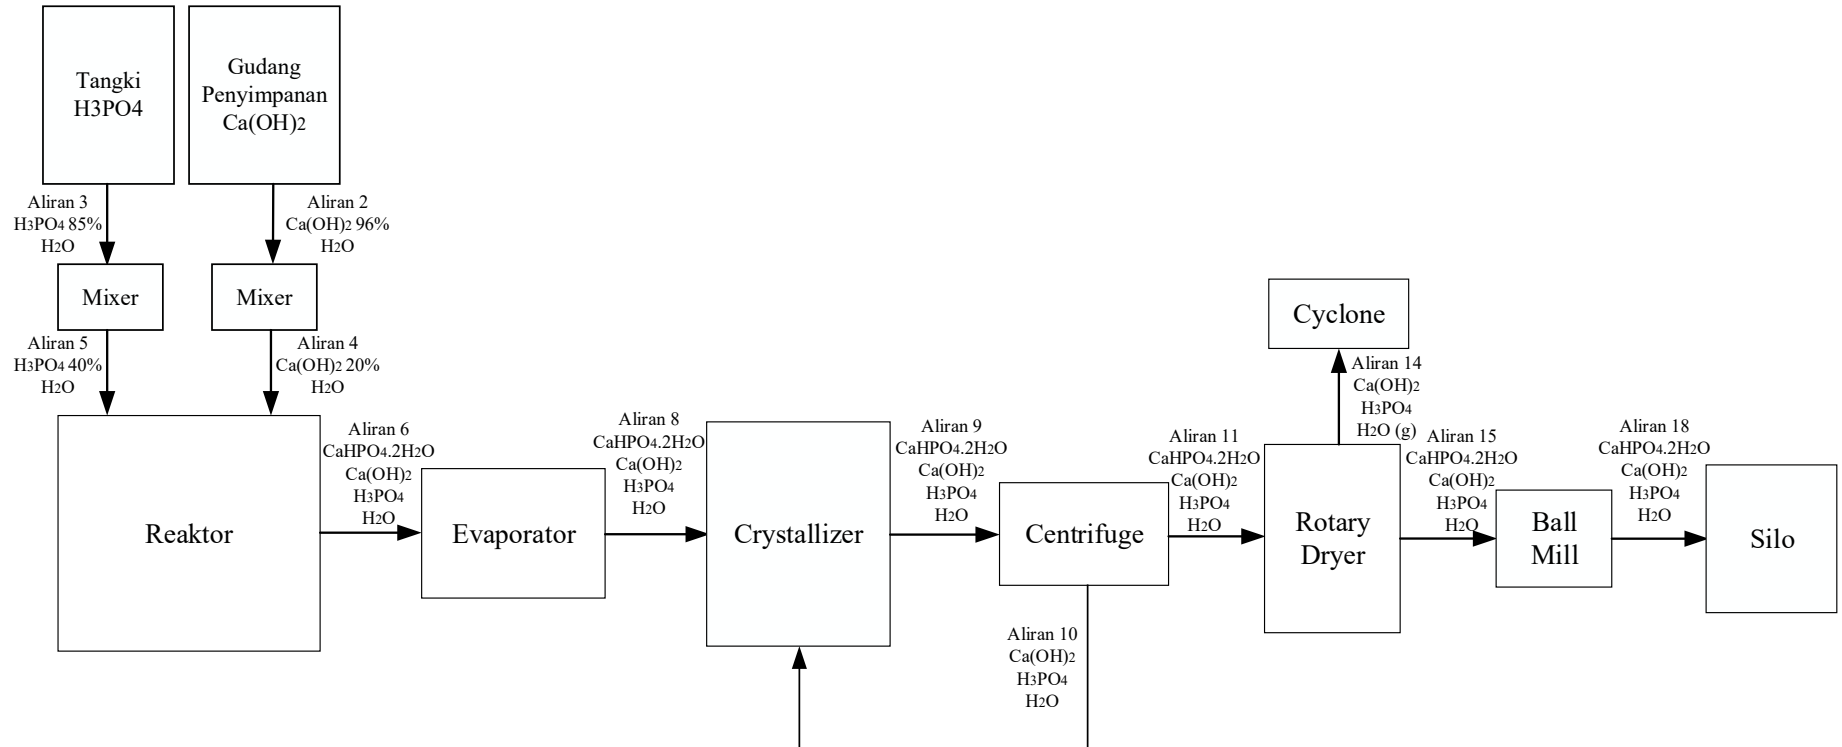 Tangki
H3PO4
Gudang
Penyimpanan
Ca(OH)2
Aliran 3
H3PO4 85%
H2O
Aliran 2
Ca(OH)2 96%
H2O
Mixer
Mixer
Aliran 5
H3PO4 40%
H2O
Aliran 4
Ca(OH)2 20%
H2O
Reaktor
Aliran 6
CaHPO4.2H2O
Ca(OH)2
H3PO4
H2O
Evaporator
Aliran 8
CaHPO4.2H2O
Ca(OH)2
H3PO4
H2O
Crystallizer
Aliran 9
CaHPO4.2H2O
Ca(OH)2
H3PO4
H2O
Centrifuge
Aliran 10
Ca(OH)2
H3PO4
H2O
Aliran 11
CaHPO4.2H2O
Ca(OH)2
H3PO4
H2O
Cyclone
Aliran 14
Ca(OH)2
H3PO4
H2O (g)
Rotary
Dryer
Aliran 15
CaHPO4.2H2O
Ca(OH)2
H3PO4
H2O
Ball
Mill
Aliran 18
CaHPO4.2H2O
Ca(OH)2
H3PO4
H2O
Silo